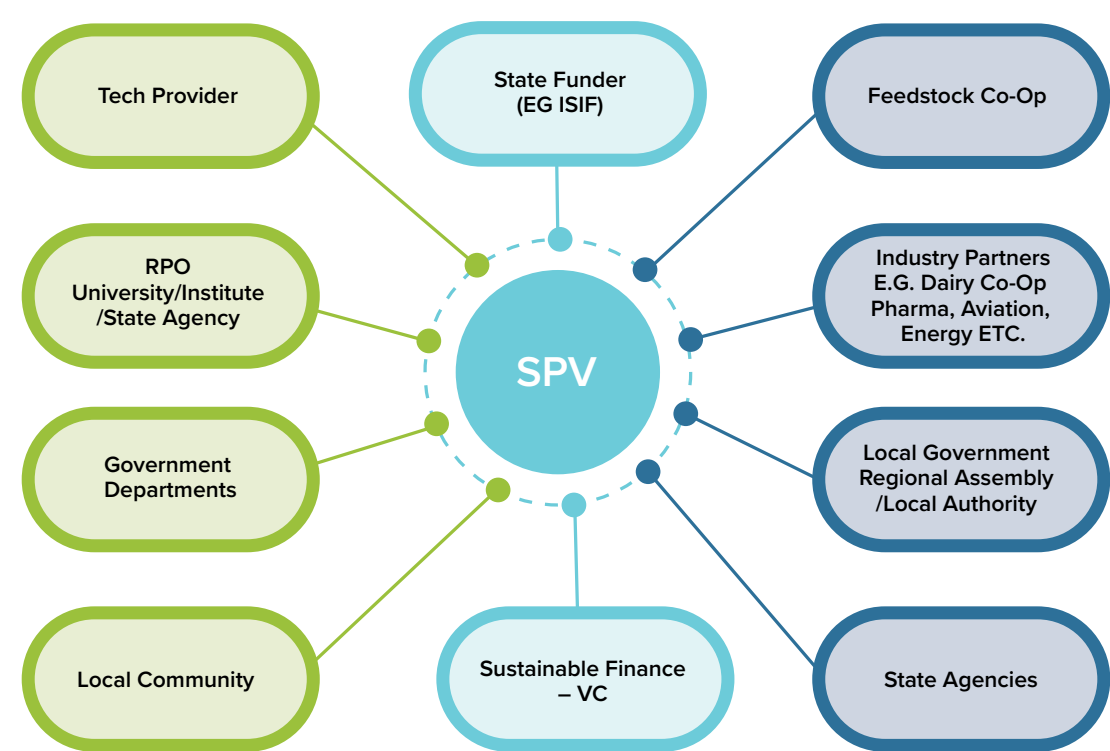 Tech Provider
State Funder
(EG ISIF)
Feedstock Co-Op
RPO
University/Institute
/State Agency
Industry Partners
E.G. Dairy Co-Op
Pharma, Aviation,
Energy ETC.
SPV
Government
Departments
Local Government
Regional Assembly
/Local Authority
Local Community
Sustainable Finance
– VC
State Agencies